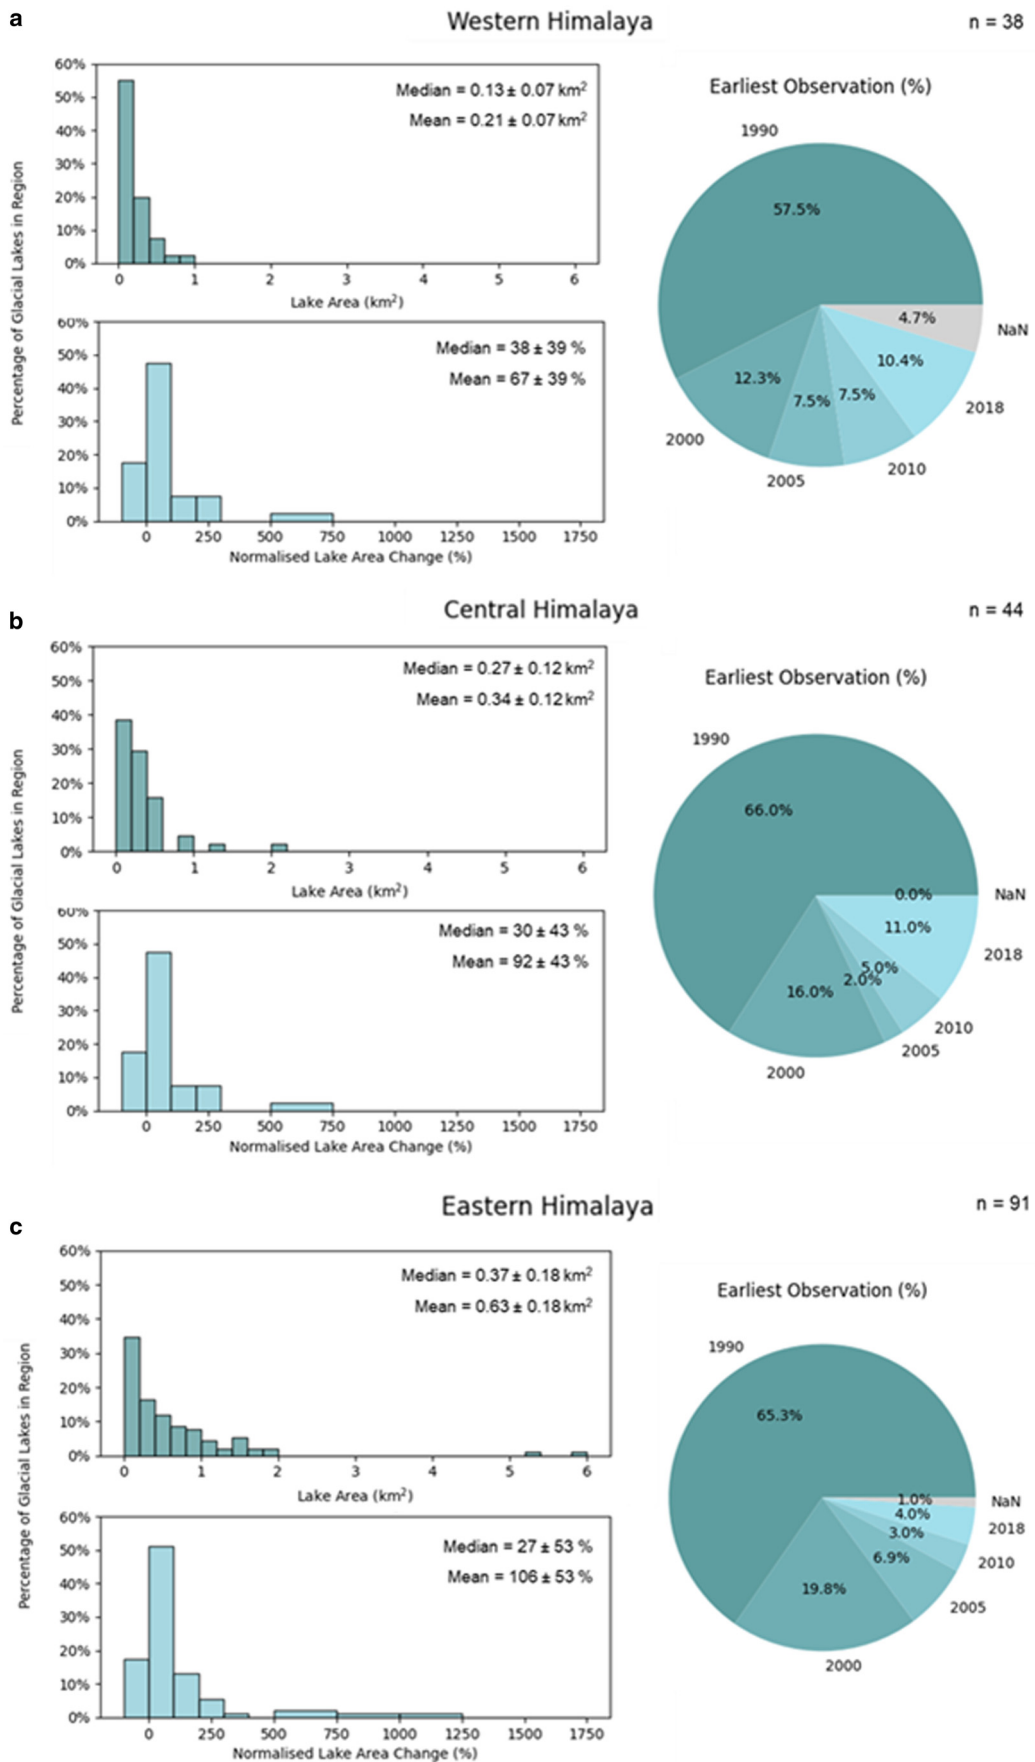 a
Western Himalaya
n = 38
Percentage of Glacial Lakes in Region
60%
50%
40%
30%
20%
10%
0%
Median = 0.13 ± 0.07 km²
Mean = 0.21 ± 0.07 km²
0 1 2 3 4 5 6
Lake Area (km²)
60%
50%
40%
30%
20%
10%
0%
Median = 38 ± 39 %
Mean = 67 ± 39 %
0 250 500 750 1000 1250 1500 1750
Normalised Lake Area Change (%)
Earliest Observation (%)
1990
57.5%
4.7%
NaN
10.4%
2018
12.3%
7.5%
7.5%
2000
2010
2005
b
Central Himalaya
n = 44
Percentage of Glacial Lakes in Region
60%
50%
40%
30%
20%
10%
0%
Median = 0.27 ± 0.12 km²
Mean = 0.34 ± 0.12 km²
0 1 2 3 4 5 6
Lake Area (km²)
60%
50%
40%
30%
20%
10%
0%
Median = 30 ± 43 %
Mean = 92 ± 43 %
0 250 500 750 1000 1250 1500 1750
Normalised Lake Area Change (%)
Earliest Observation (%)
1990
66.0%
0.0%
NaN
11.0%
2018
5.0%
2.0%
16.0%
2010
2005
2000
c
Eastern Himalaya
n = 91
Percentage of Glacial Lakes in Region
60%
50%
40%
30%
20%
10%
0%
Median = 0.37 ± 0.18 km²
Mean = 0.63 ± 0.18 km²
0 1 2 3 4 5 6
Lake Area (km²)
60%
50%
40%
30%
20%
10%
0%
Median = 27 ± 53 %
Mean = 106 ± 53 %
0 250 500 750 1000 1250 1500 1750
Normalised Lake Area Change (%)
Earliest Observation (%)
1990
65.3%
1.0%
NaN
4.0%
2018
3.0%
2010
6.9%
19.8%
2005
2000